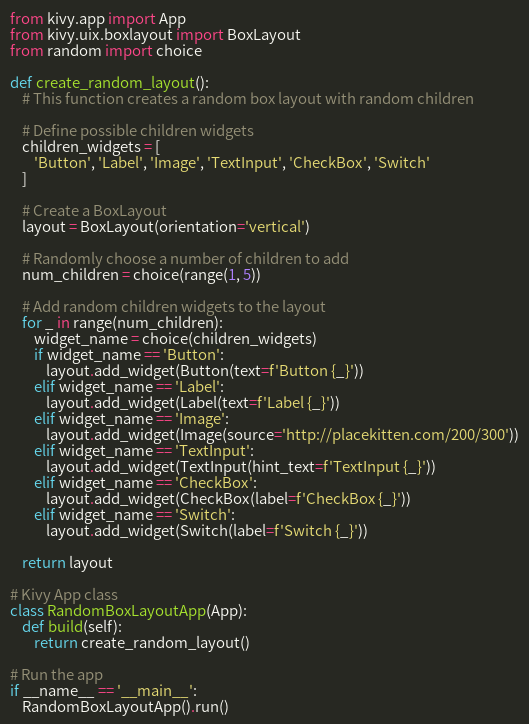 from kivy.app import App
from kivy.uix.boxlayout import BoxLayout
from random import choice

def create_random_layout():
    # This function creates a random box layout with random children

    # Define possible children widgets
    children_widgets = [
        'Button', 'Label', 'Image', 'TextInput', 'CheckBox', 'Switch'
    ]

    # Create a BoxLayout
    layout = BoxLayout(orientation='vertical')

    # Randomly choose a number of children to add
    num_children = choice(range(1, 5))

    # Add random children widgets to the layout
    for _ in range(num_children):
        widget_name = choice(children_widgets)
        if widget_name == 'Button':
            layout.add_widget(Button(text=f'Button {_}'))
        elif widget_name == 'Label':
            layout.add_widget(Label(text=f'Label {_}'))
        elif widget_name == 'Image':
            layout.add_widget(Image(source='http://placekitten.com/200/300'))
        elif widget_name == 'TextInput':
            layout.add_widget(TextInput(hint_text=f'TextInput {_}'))
        elif widget_name == 'CheckBox':
            layout.add_widget(CheckBox(label=f'CheckBox {_}'))
        elif widget_name == 'Switch':
            layout.add_widget(Switch(label=f'Switch {_}'))

    return layout

# Kivy App class
class RandomBoxLayoutApp(App):
    def build(self):
        return create_random_layout()

# Run the app
if __name__ == '__main__':
    RandomBoxLayoutApp().run()